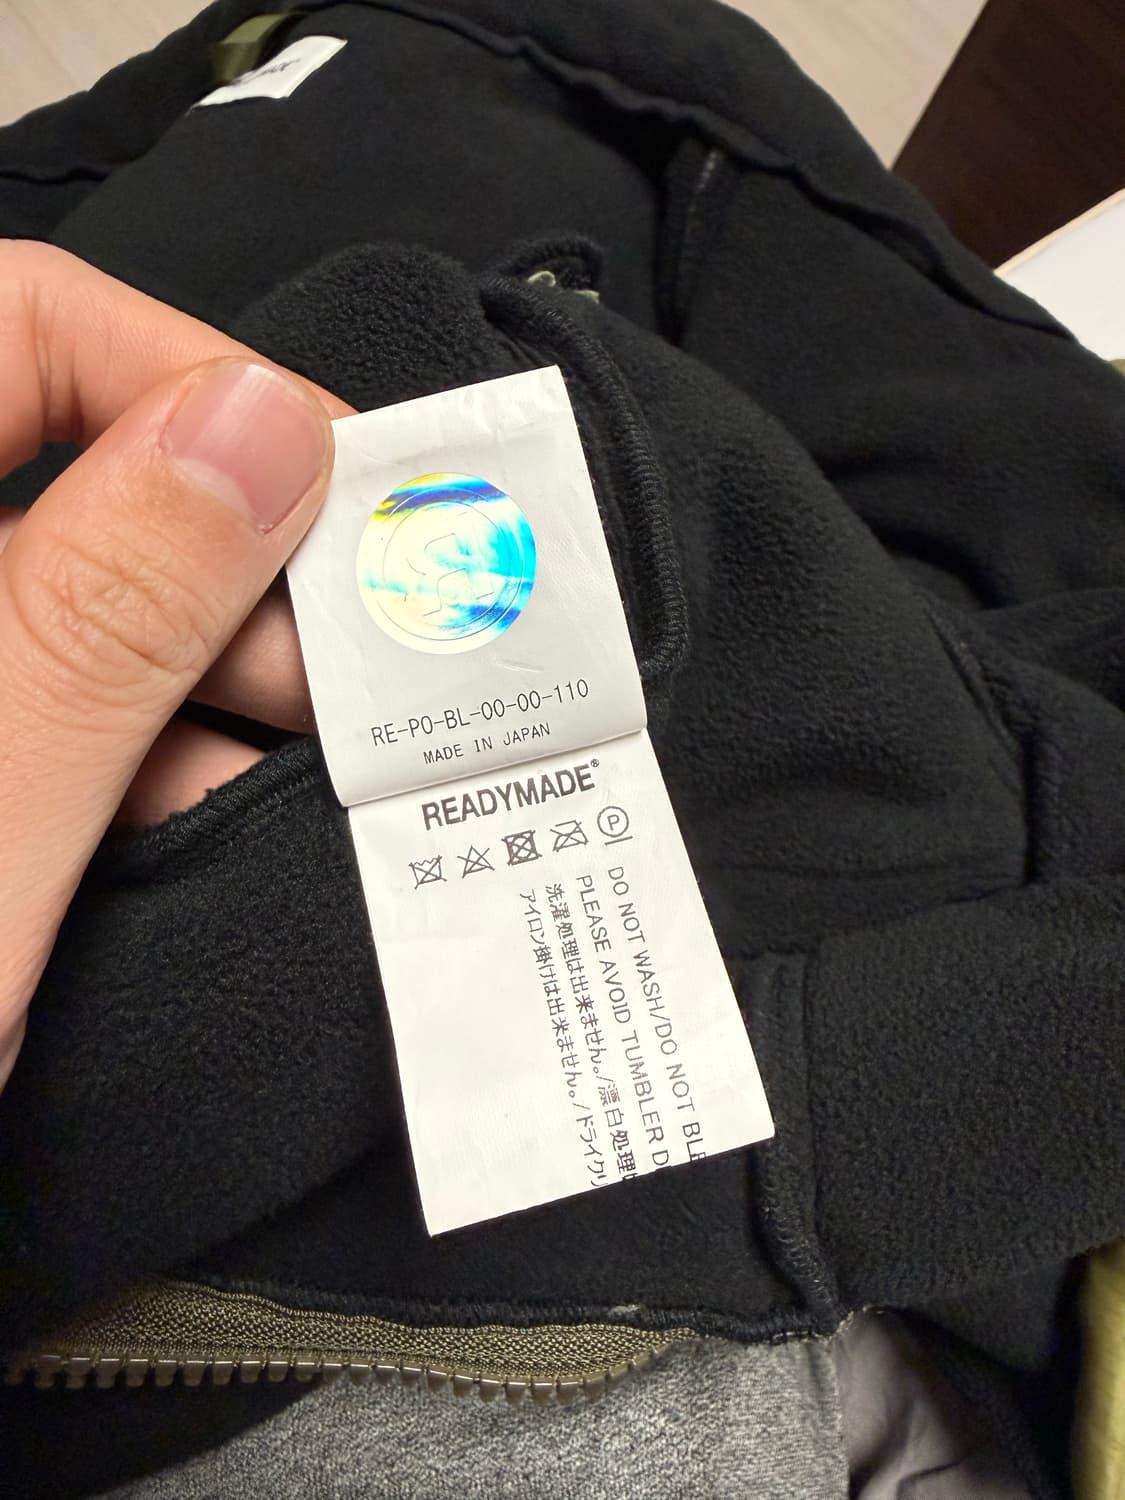 RE-PO-BL-00-00-110
MADE IN JAPAN
READYMADE®
P
DO NOT WASH/DO NOT
PLEASE AVOID TUMBLER
洗濯処理は出来ません。/漂白処理
アイロン掛けは出来ません。/ドライク